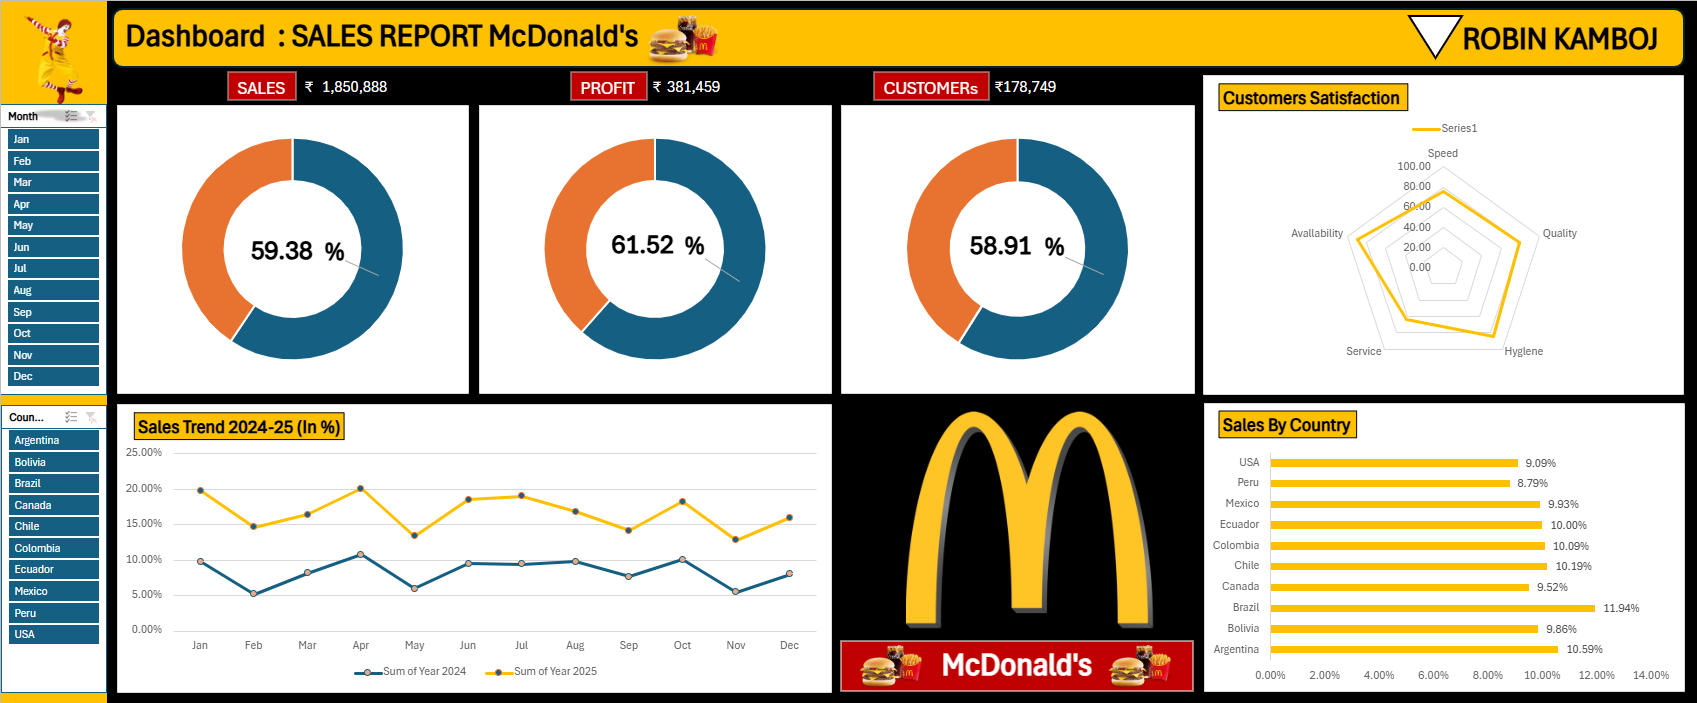 Dashboard : SALES REPORT McDonald's
ROBIN KAMBOJ
SALES ₹ 1,850,888
PROFIT ₹ 381,459
CUSTOMERs ₹178,749
Month
Jan
Feb
Mar
Apr
May
Jun
Jul
Aug
Sep
Oct
Nov
Dec
Coun...
Argentina
Bolivia
Brazil
Canada
Chile
Colombia
Ecuador
Mexico
Peru
USA
59.38 %
61.52 %
58.91 %
Customers Satisfaction
Series1
Speed
100.00
80.00
60.00
40.00
20.00
0.00
Avallability
Quality
Service
Hyglene
Sales Trend 2024-25 (In %)
25.00%
20.00%
15.00%
10.00%
5.00%
0.00%
Jan Feb Mar Apr May Jun Jul Aug Sep Oct Nov Dec
Sum of Year 2024 Sum of Year 2025
m
McDonald's
m
Sales By Country
USA 9.09%
Peru 8.79%
Mexico 9.93%
Ecuador 10.00%
Colombia 10.09%
Chile 10.19%
Canada 9.52%
Brazil 11.94%
Bolivia 9.86%
Argentina 10.59%
0.00% 2.00% 4.00% 6.00% 8.00% 10.00% 12.00% 14.00%